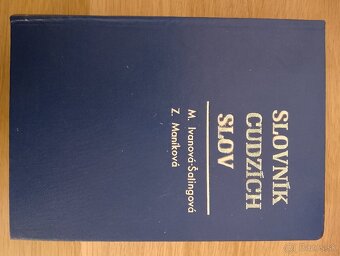 SLOVNÍK
CUDZÍCH
SLOV
M. Ivanová-Šalingová
Z. Maníková